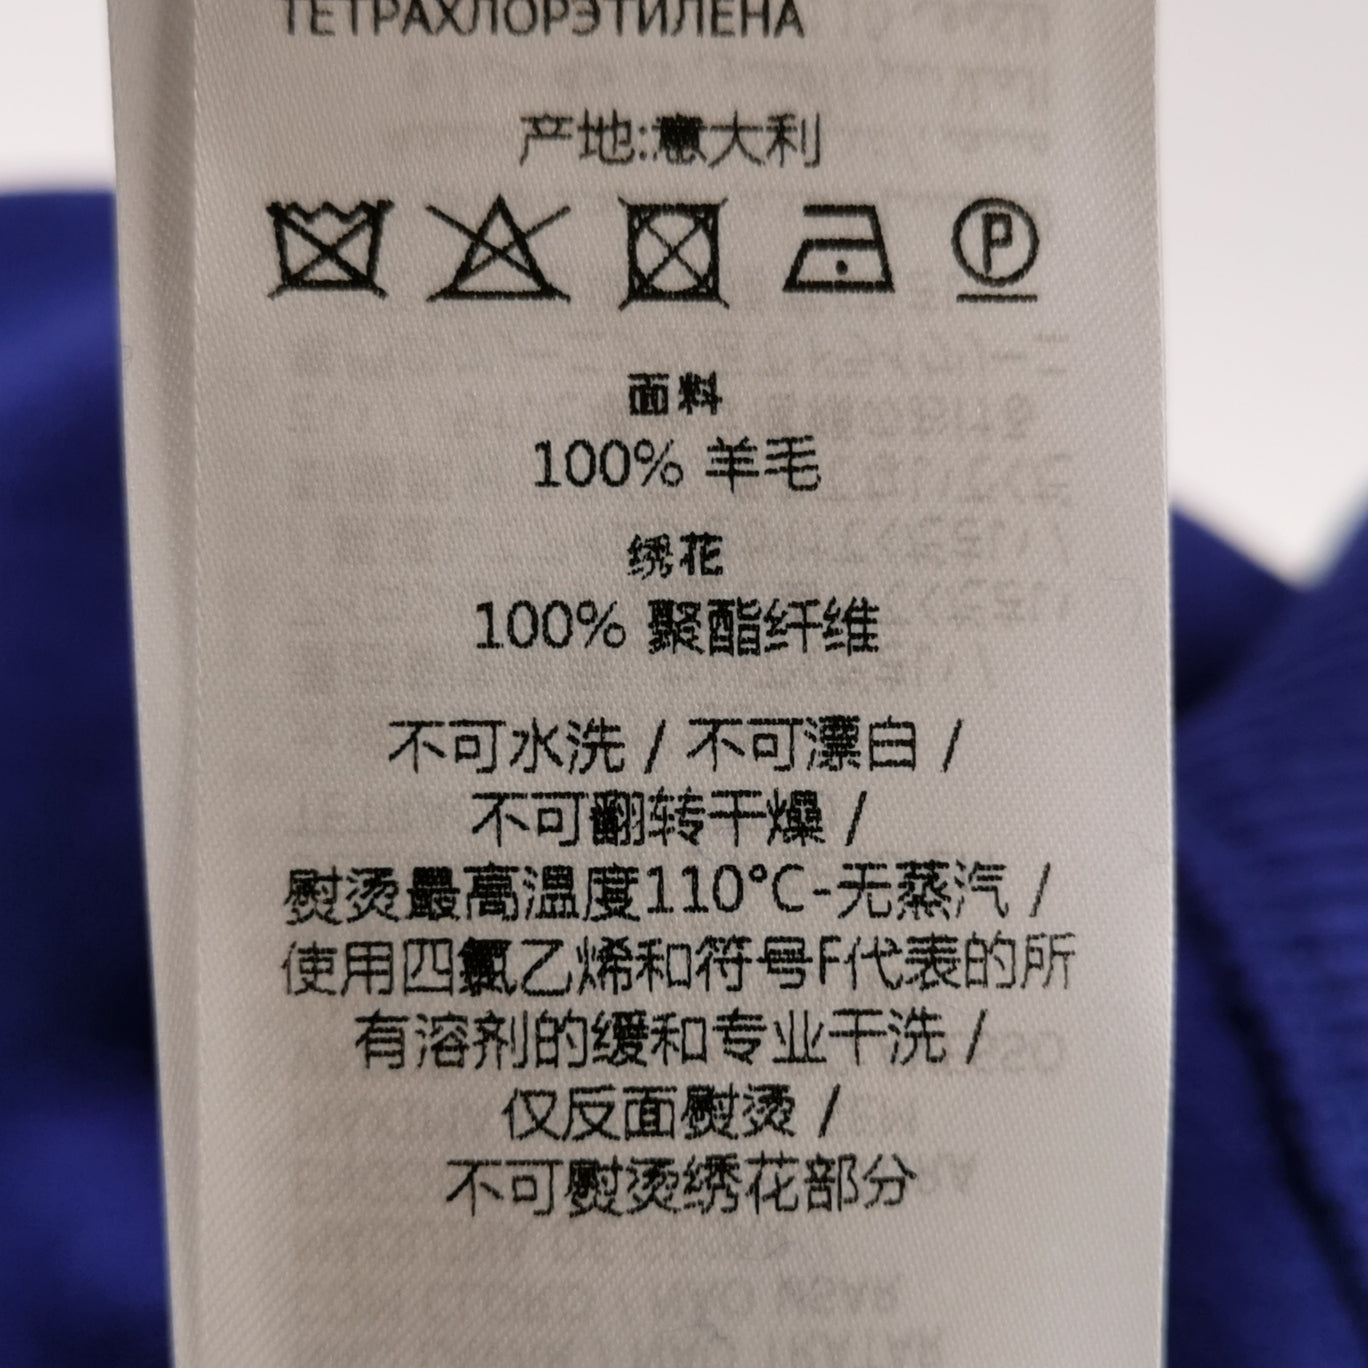 ТЕТРАХЛОРЭТИЛЕНА
产地:意大利
P
面料
100% 羊毛
绣花
100% 聚酯纤维
不可水洗 / 不可漂白 /
不可翻转干燥 /
熨烫最高温度110°C-无蒸汽 /
使用四氯乙烯和符号F代表的所
有溶剂的缓和专业干洗 /
仅反面熨烫 /
不可熨烫绣花部分